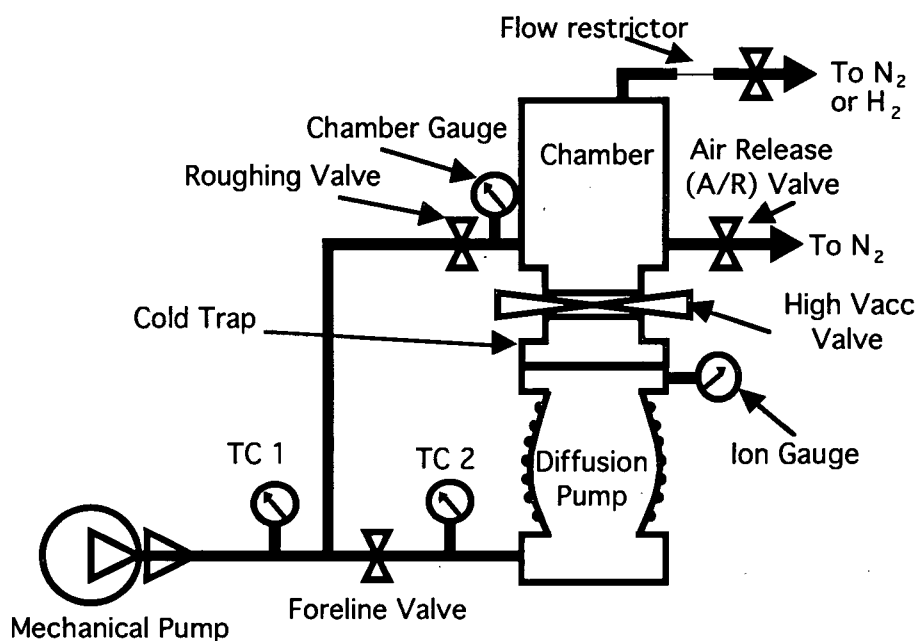 Flow restrictor
To N₂
or H₂
Chamber Gauge
Chamber
Air Release
(A/R) Valve
Roughing Valve
To N₂
Cold Trap
High Vacc
Valve
TC 1
TC 2
Diffusion
Pump
Ion Gauge
Foreline Valve
Mechanical Pump